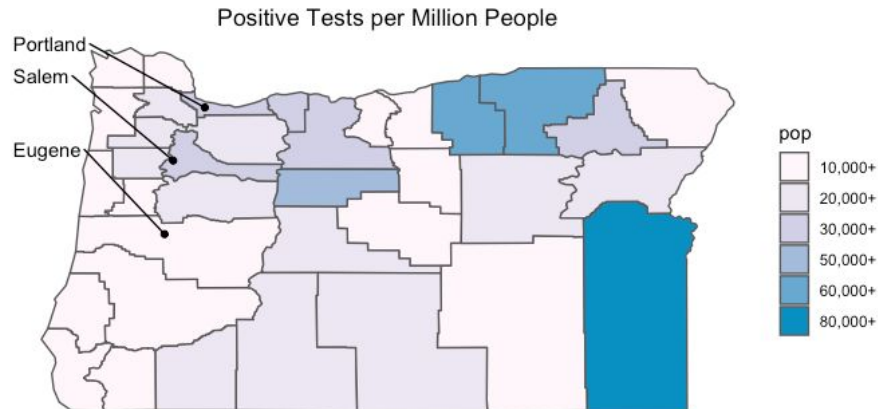 Positive Tests per Million People
Portland
Salem
Eugene
pop
10,000+
20,000+
30,000+
50,000+
60,000+
80,000+